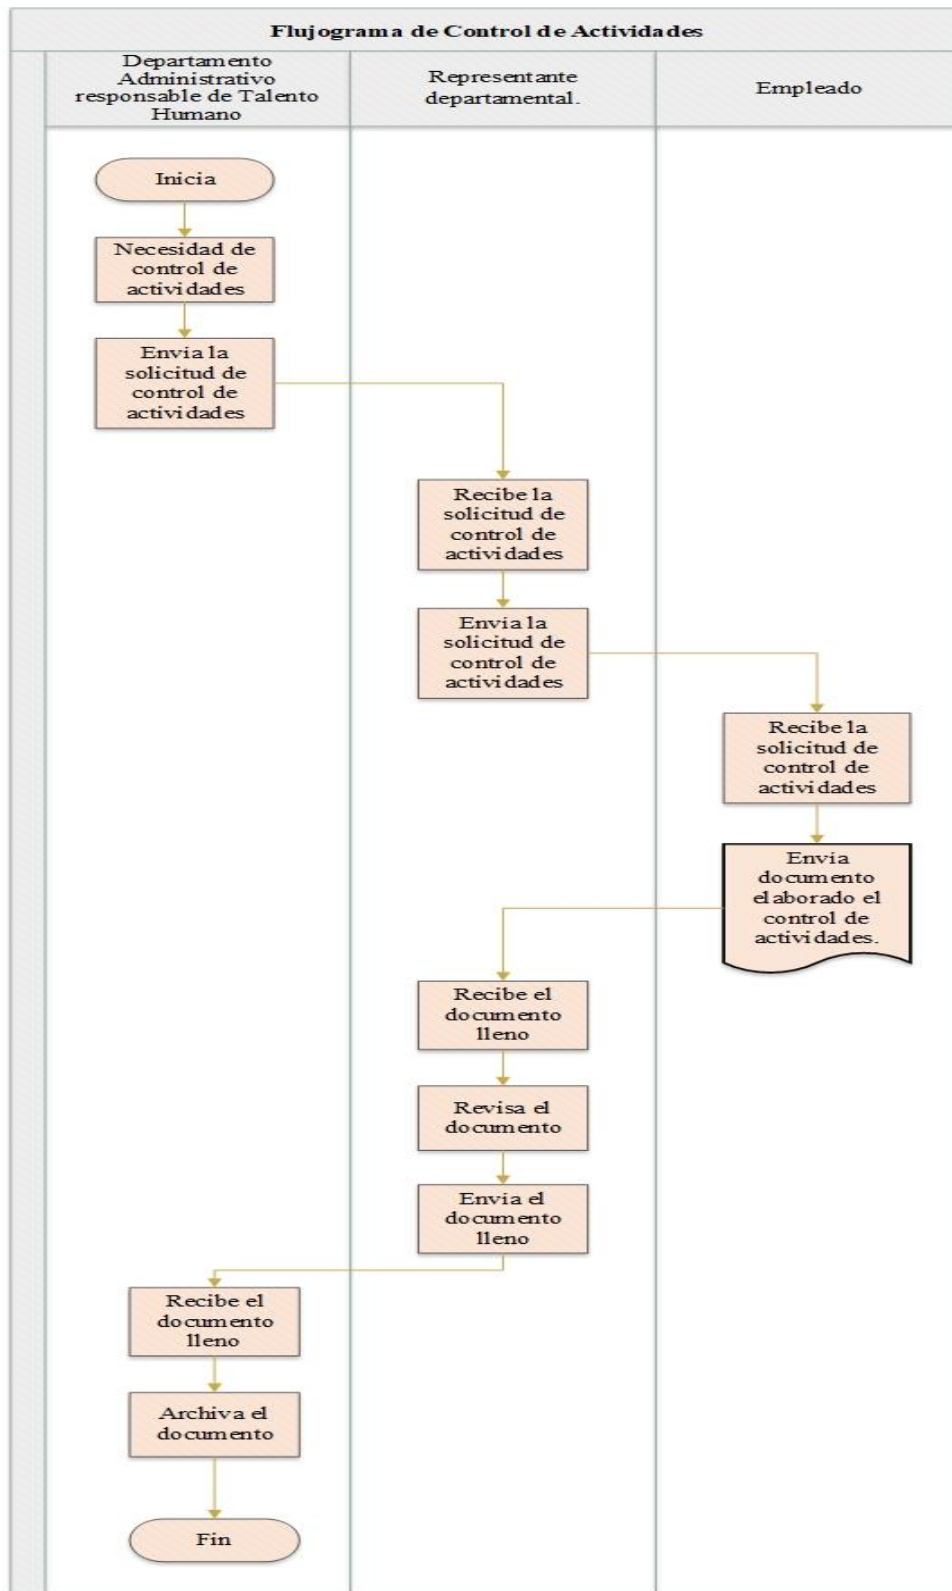 Flujograma de Control de Actividades
Departamento
Administrativo
responsable de Talento
Humano
Representante
departamental.
Empleado
Inicia
Necesidad de
control de
actividades
Envia la
solicitud de
control de
actividades
Recibe la
solicitud de
control de
actividades
Envia la
solicitud de
control de
actividades
Recibe la
solicitud de
control de
actividades
Envia
documento
elaborado el
control de
actividades.
Recibe el
documento
lleno
Revisa el
documento
Envia el
documento
lleno
Recibe el
documento
lleno
Archiva el
documento
Fin